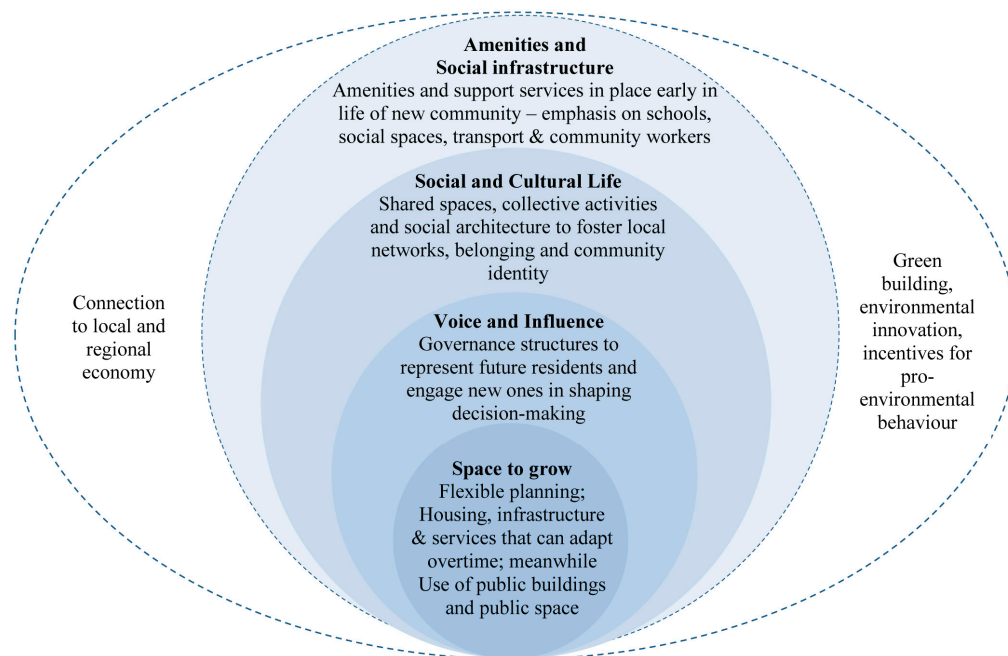 Amenities and
Social infrastructure
Amenities and support services in place early in
life of new community – emphasis on schools,
social spaces, transport & community workers
Social and Cultural Life
Shared spaces, collective activities
and social architecture to foster local
networks, belonging and community
identity
Voice and Influence
Governance structures to
represent future residents and
engage new ones in shaping
decision-making
Space to grow
Flexible planning;
Housing, infrastructure
& services that can adapt
overtime; meanwhile
Use of public buildings
and public space
Connection
to local and
regional
economy
Green
building,
environmental
innovation,
incentives for
pro-
environmental
behaviour